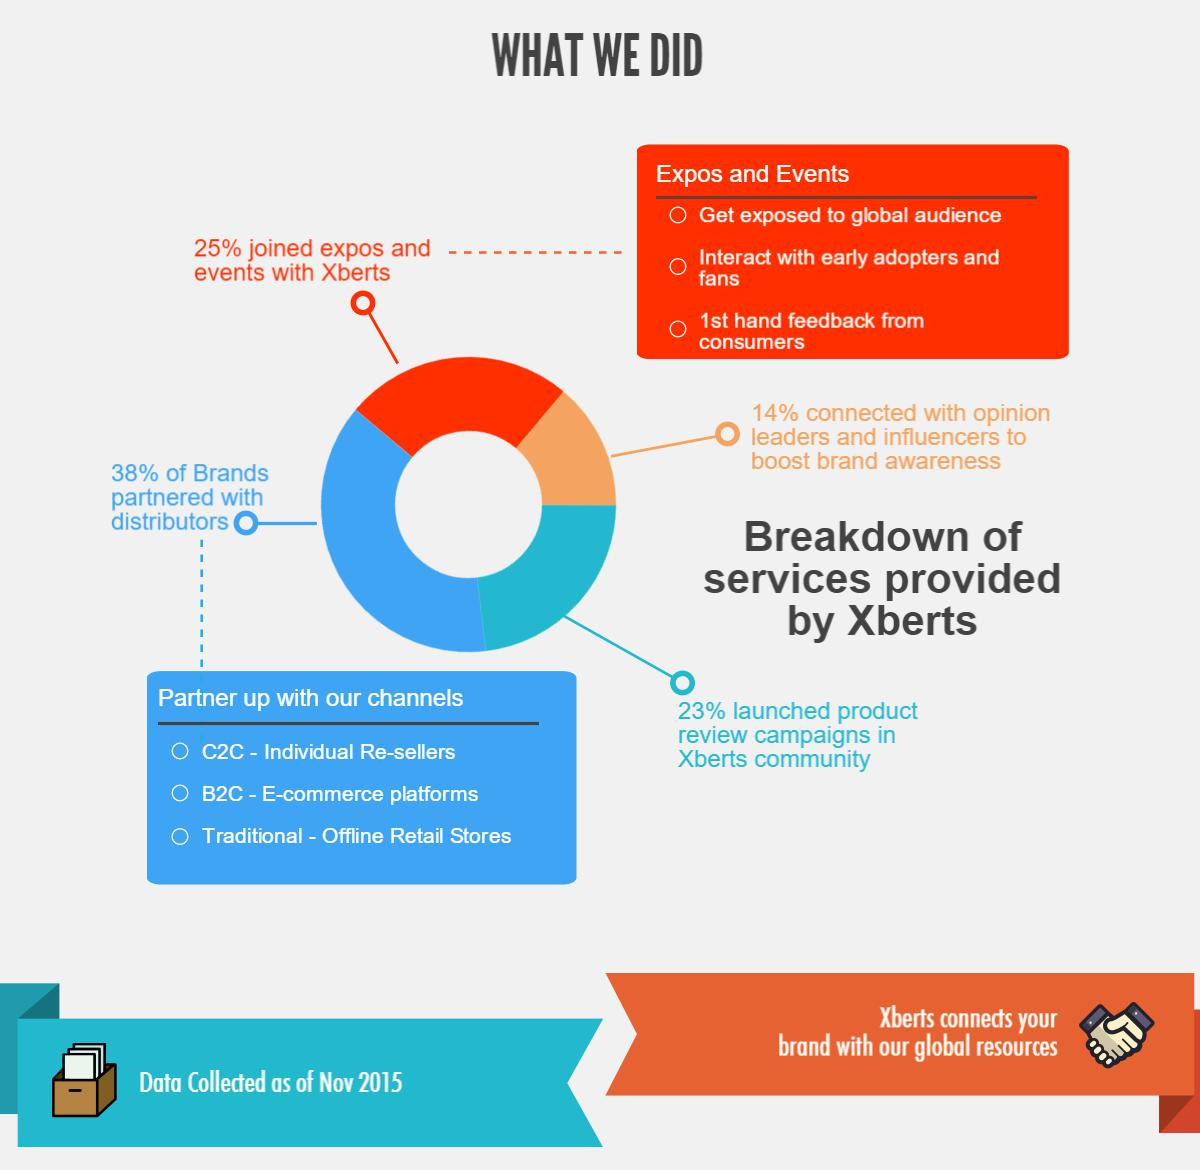 WHAT WE DID
Expos and Events
Get exposed to global audience
Interact with early adopters and
fans
1st hand feedback from
consumers
25% joined expos and
events with Xberts
14% connected with opinion
leaders and influencers to
boost brand awareness
38% of Brands
partnered with
distributors
Breakdown of
services provided
by Xberts
Partner up with our channels
C2C - Individual Re-sellers
B2C - E-commerce platforms
Traditional - Offline Retail Stores
23% launched product
review campaigns in
Xberts community
Xberts connects your
brand with our global resources
Data Collected as of Nov 2015